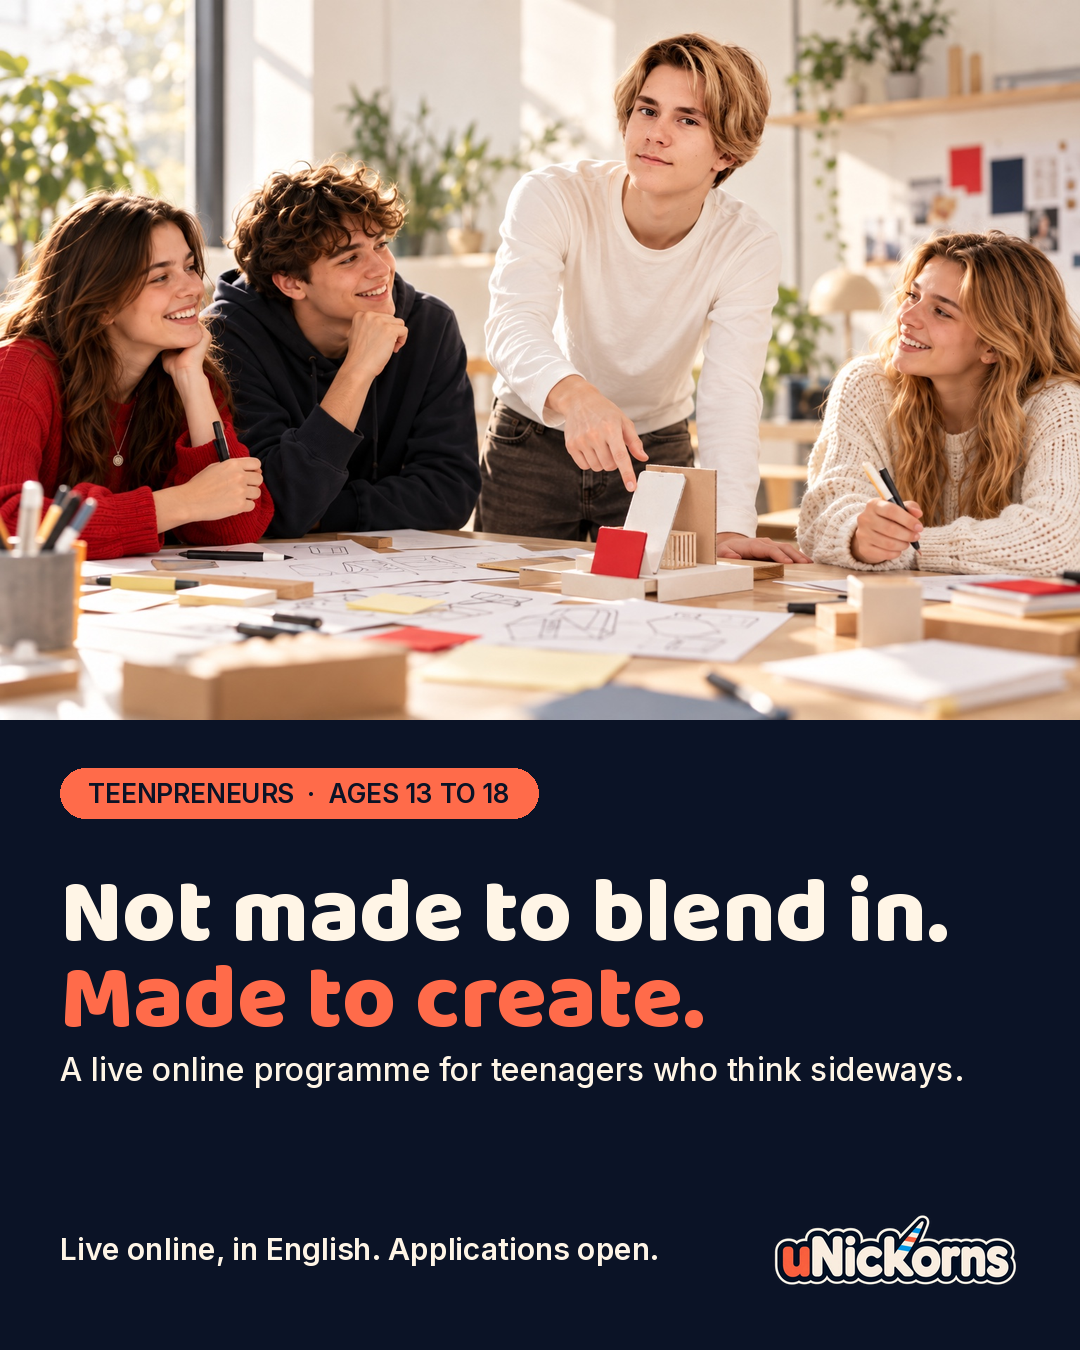 TEENPRENEURS · AGES 13 TO 18
Not made to blend in.
Made to create.
A live online programme for teenagers who think sideways.
Live online, in English. Applications open.
uNickorns